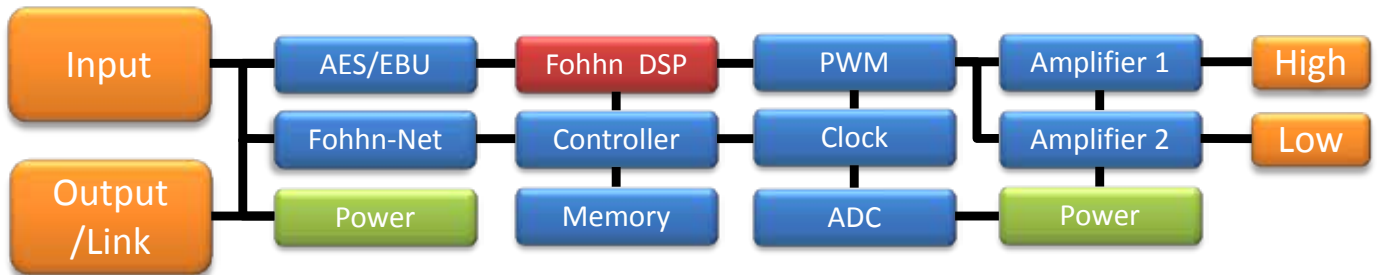 Input
AES/EBU
Fohhn DSP
PWM
Amplifier 1
High
Fohhn-Net
Controller
Clock
Amplifier 2
Low
Output
/Link
Power
Memory
ADC
Power